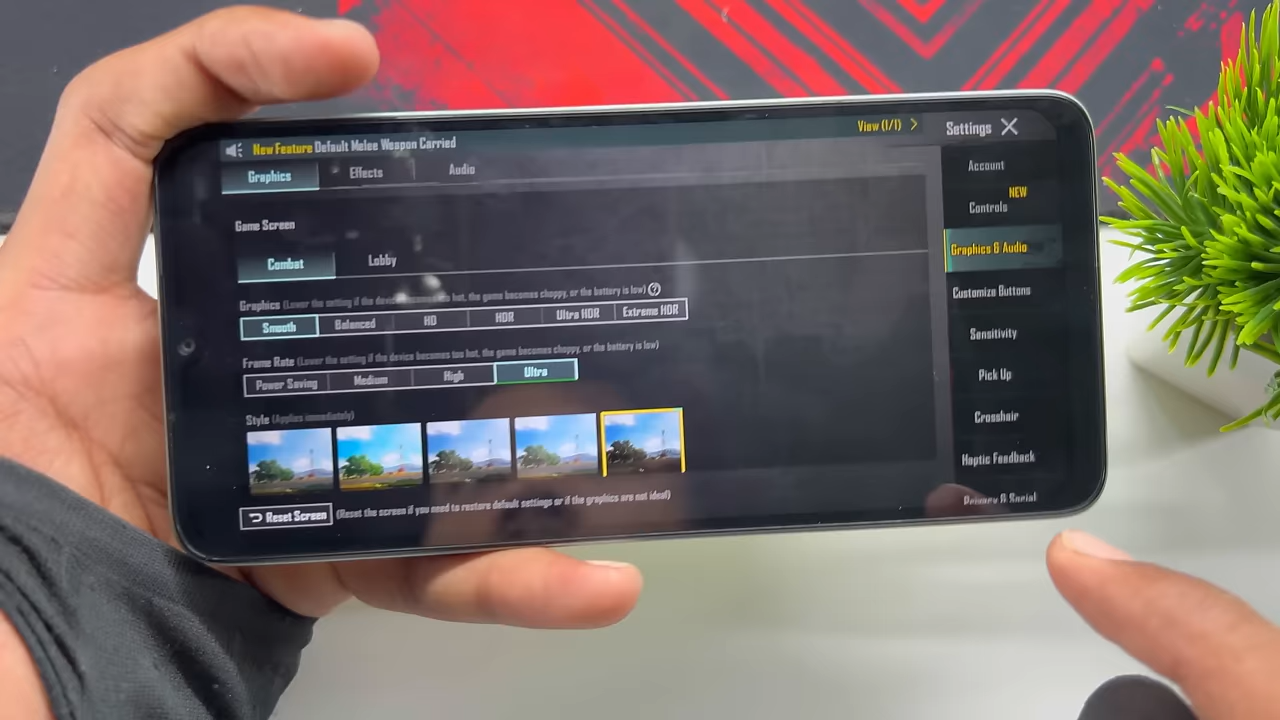 New Feature Default Melee Weapon Carried
View (1/1) >
Settings X
Graphics
Effects
Audio
Game Screen
Combat
Lobby
Graphics (Lower the setting if the device becomes too hot, the game becomes choppy, or the battery is low) ?
Smooth
Balanced
HD
HDR
Ultra HDR
Extreme HDR
Frame Rate (Lower the setting if the device becomes too hot, the game becomes choppy, or the battery is low)
Power Saving
Medium
High
Ultra
Style (Applies immediately)
Reset Screen
(Reset the screen if you need to restore default settings or if the graphics are not ideal)
Account
NEW
Controls
Graphics & Audio
Customize Buttons
Sensitivity
Pick Up
Crosshair
Haptic Feedback
Privacy & Social